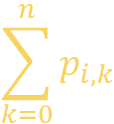 n
∑ p_{i,k}
k=0